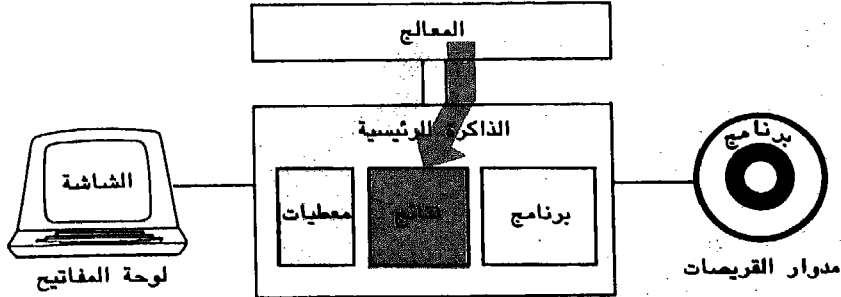 المعالج
الذاكرة الرئيسية
برنامج
الشاشة
معطيات
نتائج
برنامج
لوحة المفاتيح
مدوار القريصات